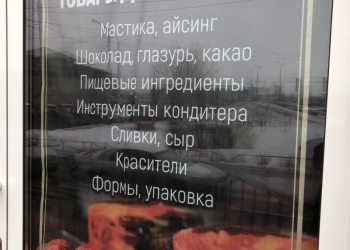 Мастика, айсинг
Шоколад, глазурь, какао
Пищевые ингредиенты
Инструменты кондитера
Сливки, сыр
Красители
Формы, упаковка